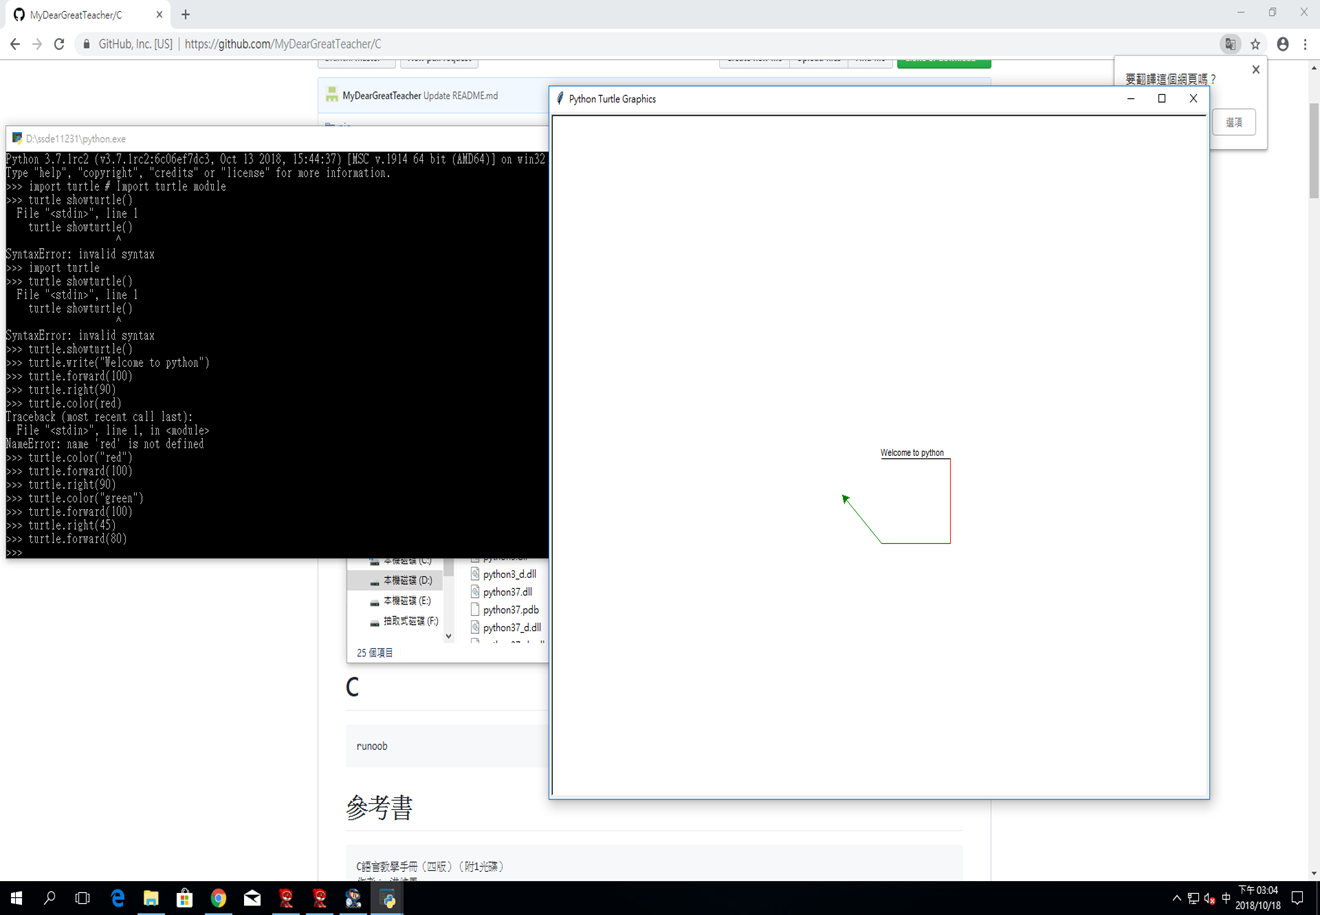 MyDearGreatTeacher/C
GitHub, Inc. [US]
https://github.com/MyDearGreatTeacher/C
要翻譯這個網頁嗎？
選項
MyDearGreatTeacher Update README.md
D:\ssde11231\python.exe
Python 3.7.1rc2 (v3.7.1rc2:6c06ef7dc3, Oct 13 2018, 15:44:37) [MSC v.1914 64 bit (AMD64)] on win32
Type "help", "copyright", "credits" or "license" for more information.
>>> import turtle # Import turtle module
>>> turtle showturtle()
File "<stdin>", line 1
turtle showturtle()
^
SyntaxError: invalid syntax
>>> import turtle
>>> turtle showturtle()
File "<stdin>", line 1
turtle showturtle()
^
SyntaxError: invalid syntax
>>> turtle.showturtle()
>>> turtle.write("Welcome to python")
>>> turtle.forward(100)
>>> turtle.right(90)
>>> turtle.color(red)
Traceback (most recent call last):
File "<stdin>", line 1, in <module>
NameError: name 'red' is not defined
>>> turtle.color("red")
>>> turtle.forward(100)
>>> turtle.right(90)
>>> turtle.color("green")
>>> turtle.forward(100)
>>> turtle.right(45)
>>> turtle.forward(80)
>>>
Python Turtle Graphics
Welcome to python
本機磁碟 (C:)
本機磁碟 (D:)
本機磁碟 (E:)
抽取式磁碟 (F:)
python3_d.dll
python37.dll
python37.pdb
python37_d.dll
25 個項目
C
runoob
參考書
C語言教學手冊（四版）（附1光碟）
中
下午 03:04
2018/10/18